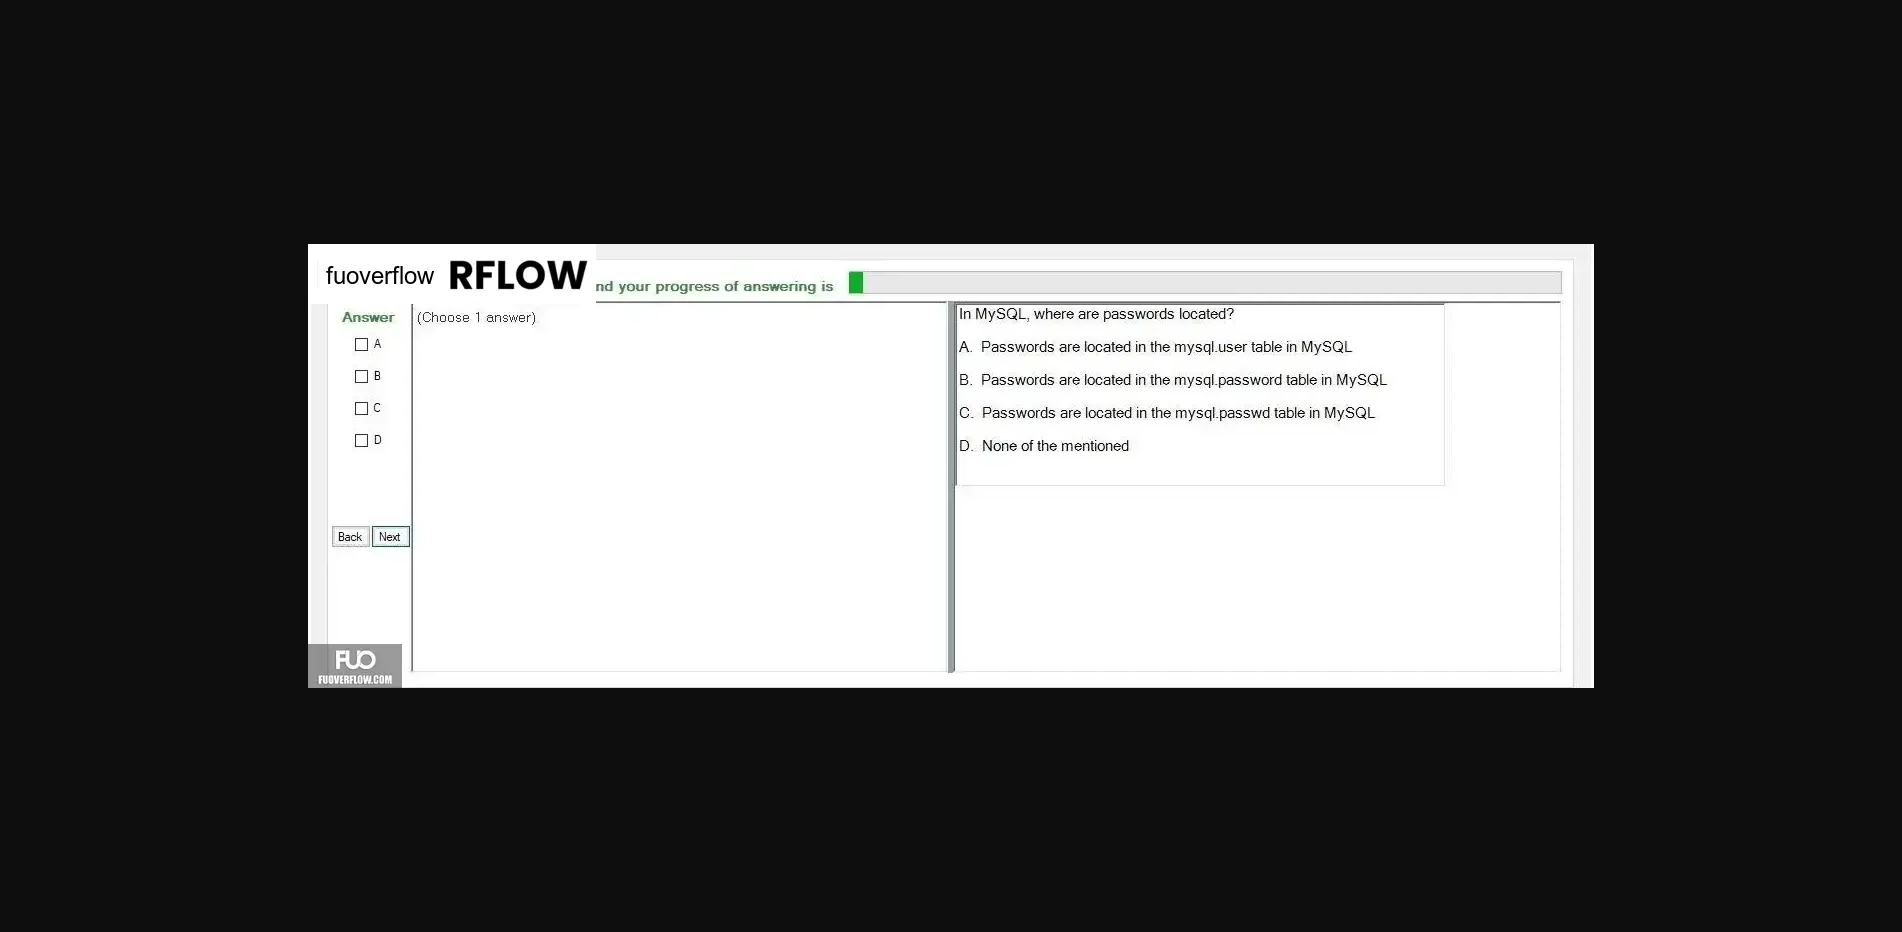 fuoverflow RFLOW
nd your progress of answering is
Answer
(Choose 1 answer)
A
B
C
D
Back Next
In MySQL, where are passwords located?
A. Passwords are located in the mysql.user table in MySQL
B. Passwords are located in the mysql.password table in MySQL
C. Passwords are located in the mysql.passwd table in MySQL
D. None of the mentioned
FUO
FUOVERFLOW.COM